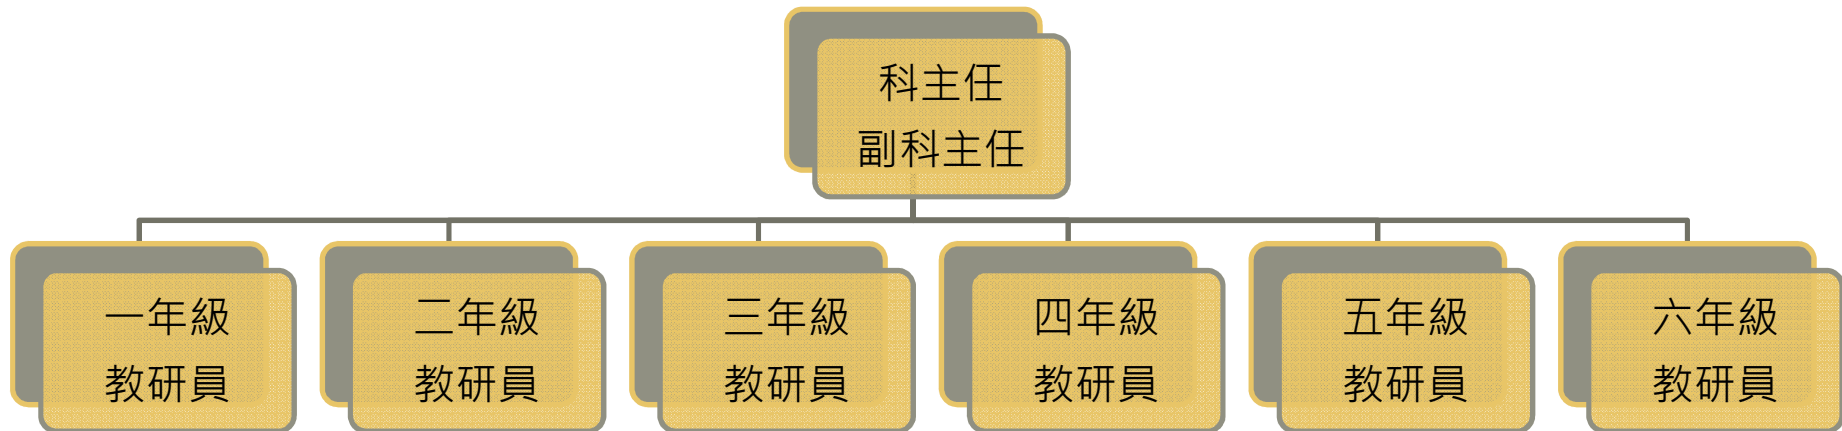 科主任
副科主任
一年級
教研員
二年級
教研員
三年級
教研員
四年級
教研員
五年級
教研員
六年級
教研員